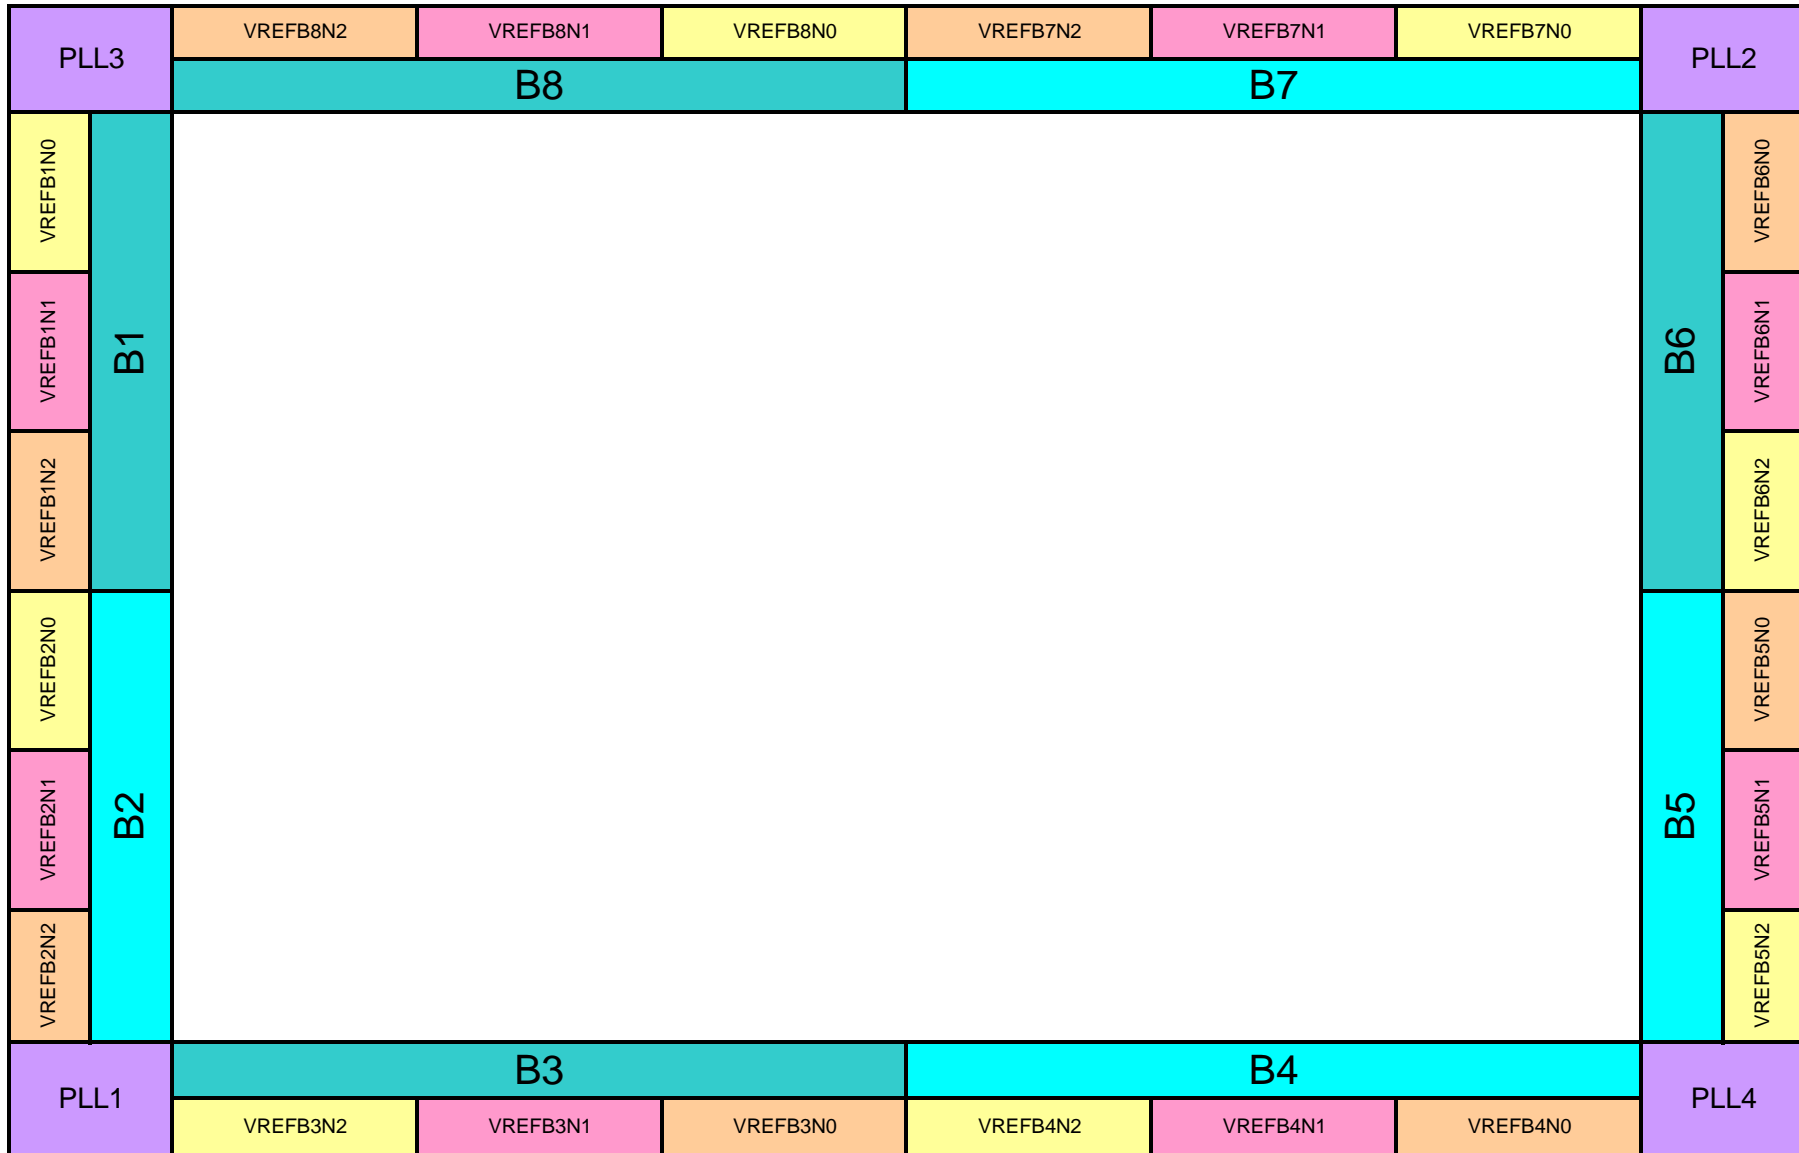 PLL3
VREFB8N2
VREFB8N1
VREFB8N0
VREFB7N2
VREFB7N1
VREFB7N0
PLL2
B8
B7
VREFB1N0
VREFB1N1
VREFB1N2
B1
B6
VREFB6N0
VREFB6N1
VREFB6N2
VREFB2N0
VREFB2N1
VREFB2N2
B2
B5
VREFB5N0
VREFB5N1
VREFB5N2
PLL1
B3
B4
PLL4
VREFB3N2
VREFB3N1
VREFB3N0
VREFB4N2
VREFB4N1
VREFB4N0